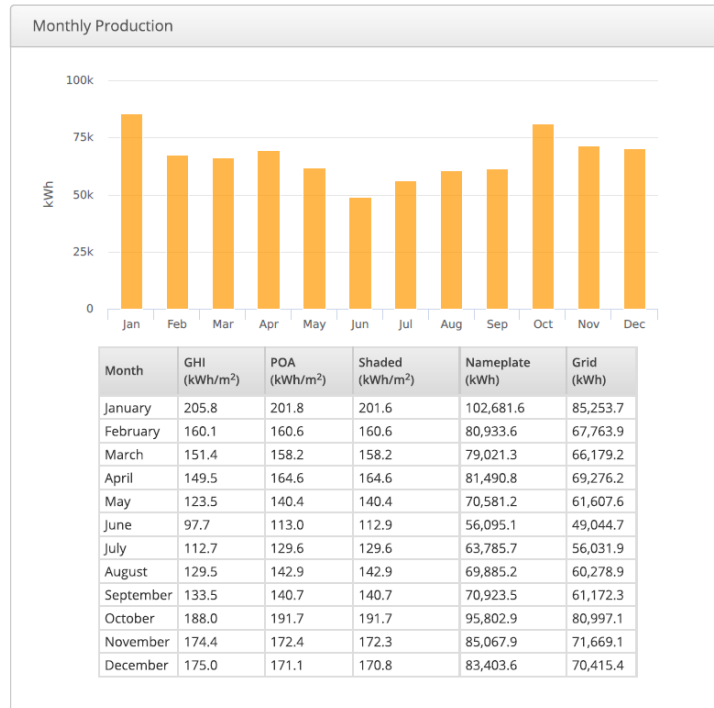 Monthly Production
100k
75k
50k
25k
0
kWh
Jan Feb Mar Apr May Jun Jul Aug Sep Oct Nov Dec
Month GHI (kWh/m²) POA (kWh/m²) Shaded (kWh/m²) Nameplate (kWh) Grid (kWh)
January 205.8 201.8 201.6 102,681.6 85,253.7
February 160.1 160.6 160.6 80,933.6 67,763.9
March 151.4 158.2 158.2 79,021.3 66,179.2
April 149.5 164.6 164.6 81,490.8 69,276.2
May 123.5 140.4 140.4 70,581.2 61,607.6
June 97.7 113.0 112.9 56,095.1 49,044.7
July 112.7 129.6 129.6 63,785.7 56,031.9
August 129.5 142.9 142.9 69,885.2 60,278.9
September 133.5 140.7 140.7 70,923.5 61,172.3
October 188.0 191.7 191.7 95,802.9 80,997.1
November 174.4 172.4 172.3 85,067.9 71,669.1
December 175.0 171.1 170.8 83,403.6 70,415.4